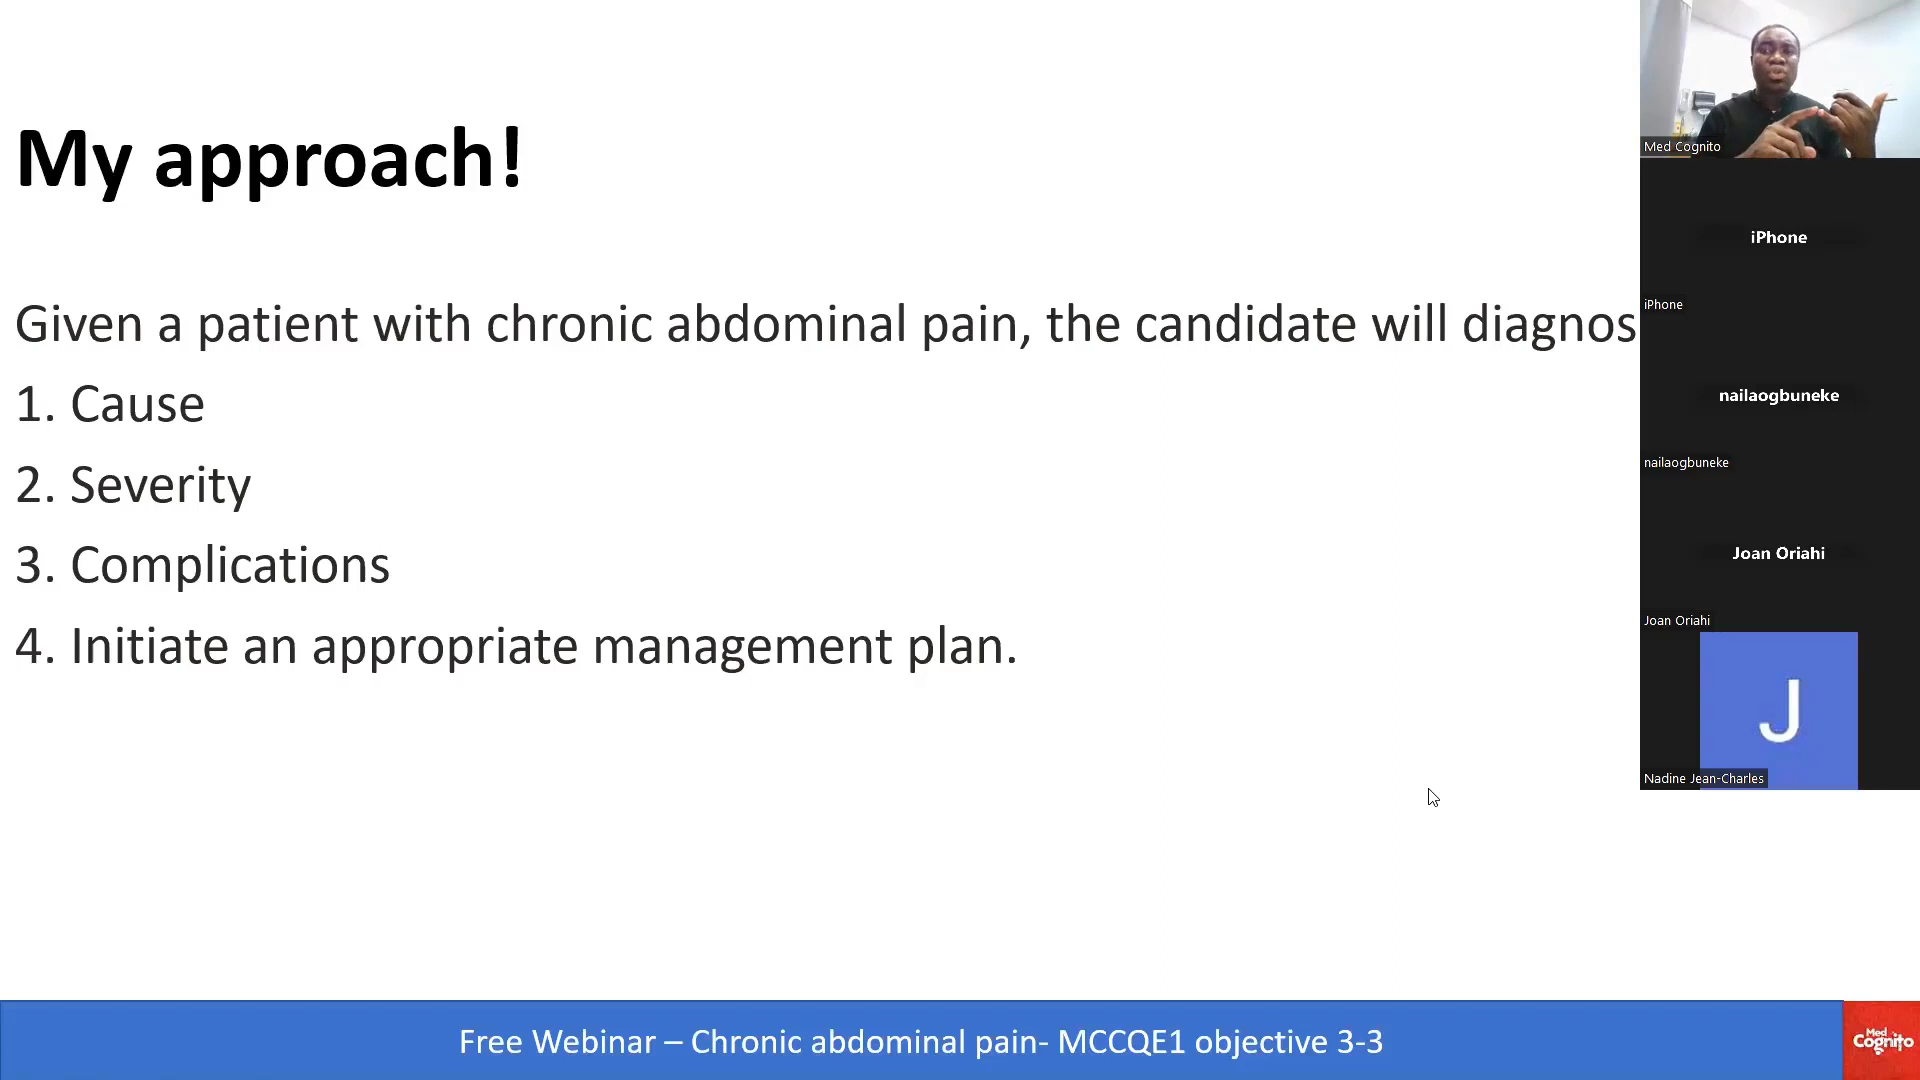 My approach!
Given a patient with chronic abdominal pain, the candidate will diagnos
1. Cause
2. Severity
3. Complications
4. Initiate an appropriate management plan.
Med Cognito
iPhone
iPhone
nailaogbuneke
nailaogbuneke
Joan Oriahi
Joan Oriahi
J
Nadine Jean-Charles
Free Webinar – Chronic abdominal pain- MCCQE1 objective 3-3
Med
Cognito